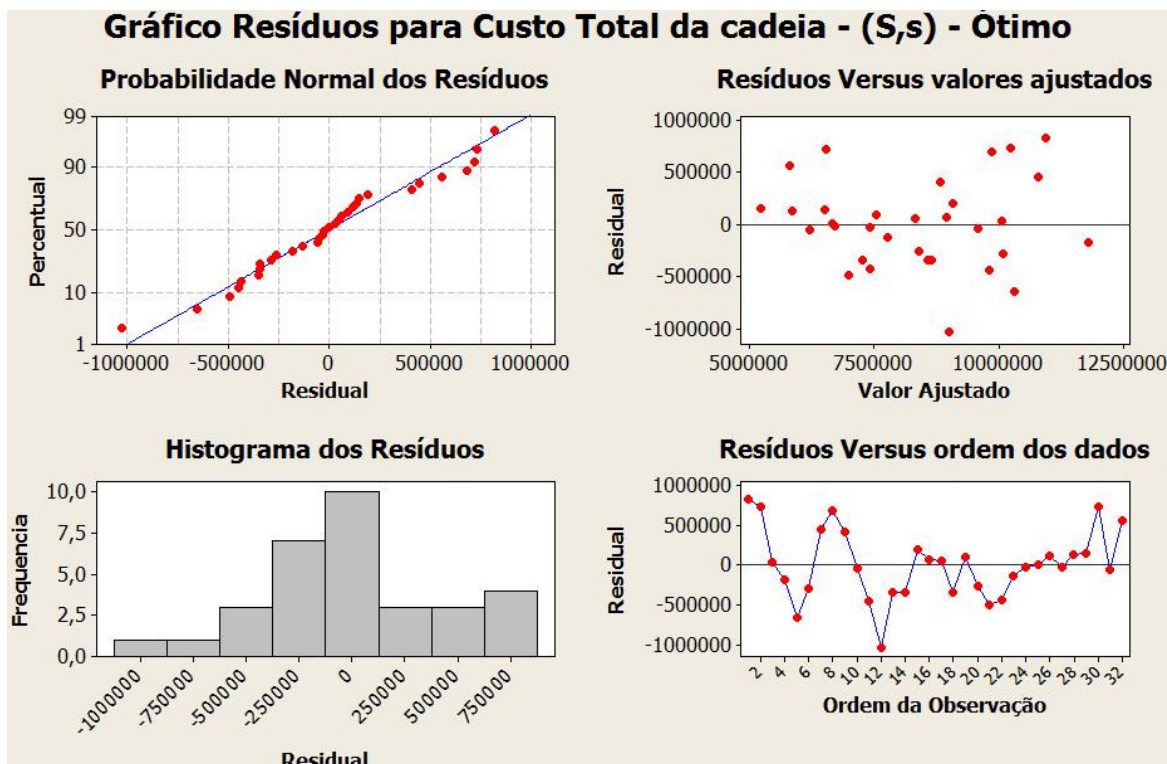 Gráfico Resíduos para Custo Total da cadeia - (S,s) - Ótimo
Probabilidade Normal dos Resíduos
99
90
50
10
1
Percentual
-1000000 -500000 0 500000 1000000
Residual
Resíduos Versus valores ajustados
1000000
500000
0
-500000
-1000000
Residual
5000000 7500000 10000000 12500000
Valor Ajustado
Histograma dos Resíduos
10,0
7,5
5,0
2,5
0,0
Frequencia
-1000000 -750000 -500000 -250000 0 250000 500000 750000
Residual
Resíduos Versus ordem dos dados
1000000
500000
0
-500000
-1000000
Residual
2 4 6 8 10 12 14 16 18 20 22 24 26 28 30 32
Ordem da Observação